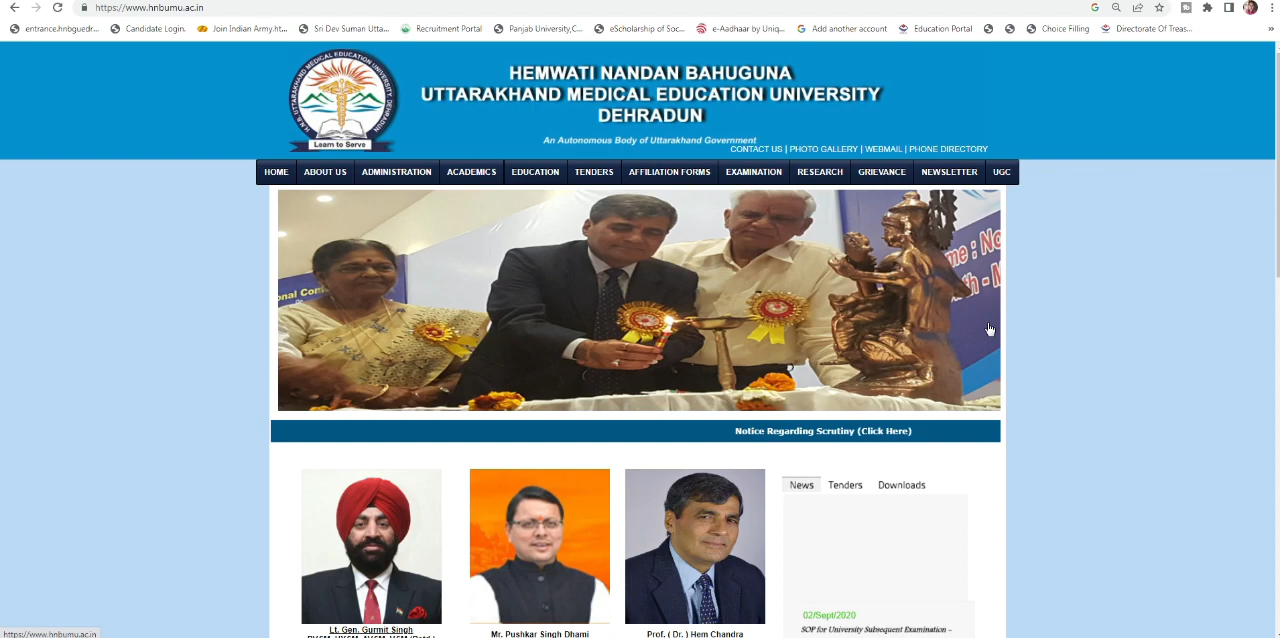 https://www.hnbumu.ac.in
entrance.hnbguedr... Candidate Login. Join Indian Army.ht... Sri Dev Suman Utta... Recruitment Portal Panjab University,C... eScholarship of Soc... e-Aadhaar by Uniq... Add another account Education Portal Choice Filling Directorate Of Treas... »
H.N.B. UTTARAKHAND MEDICAL EDUCATION UNIVERSITY, DEHRADUN
Learn to Serve
HEMWATI NANDAN BAHUGUNA
UTTARAKHAND MEDICAL EDUCATION UNIVERSITY
DEHRADUN
An Autonomous Body of Uttarakhand Government
CONTACT US | PHOTO GALLERY | WEBMAIL | PHONE DIRECTORY
HOME ABOUT US ADMINISTRATION ACADEMICS EDUCATION TENDERS AFFILIATION FORMS EXAMINATION RESEARCH GRIEVANCE NEWSLETTER UGC
Notice Regarding Scrutiny (Click Here)
News Tenders Downloads
02/Sept/2020
SOP for University Subsequent Examination –
Lt. Gen. Gurmit Singh
Mr. Pushkar Singh Dhami
Prof. ( Dr. ) Hem Chandra
https://www.hnbumu.ac.in